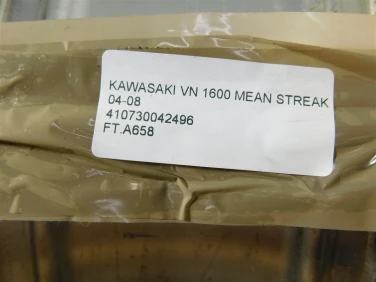 KAWASAKI VN 1600 MEAN STREAK
04-08
410730042496
FT.A658